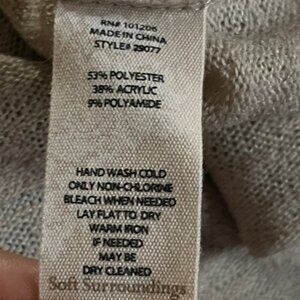 RN# 101206
MADE IN CHINA
STYLE# 29077
53% POLYESTER
38% ACRYLIC
9% POLYAMIDE
HAND WASH COLD
ONLY NON-CHLORINE
BLEACH WHEN NEEDED
LAY FLAT TO DRY
WARM IRON
IF NEEDED
MAY BE
DRY CLEANED
Soft Surroundings